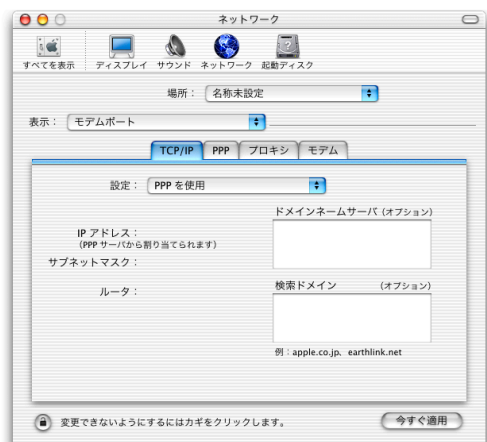 ネットワーク
すべてを表示
ディスプレイ
サウンド
ネットワーク
起動ディスク
場所：
名称未設定
表示：
モデムポート
TCP/IP
PPP
プロキシ
モデム
設定：
PPP を使用
ドメインネームサーバ (オプション)
IP アドレス：
(PPP サーバから割り当てられます)
サブネットマスク：
ルータ：
検索ドメイン
(オプション)
例：apple.co.jp、earthlink.net
変更できないようにするにはカギをクリックします。
今すぐ適用